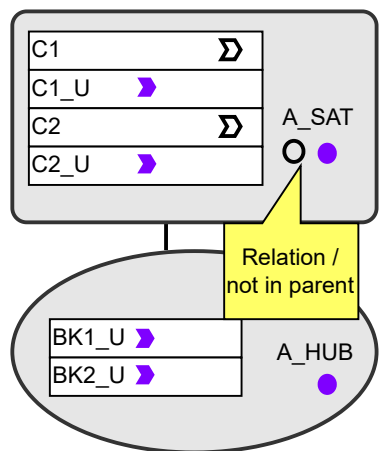 C1
C1_U
C2
C2_U
A_SAT
Relation /
not in parent
BK1_U
BK2_U
A_HUB